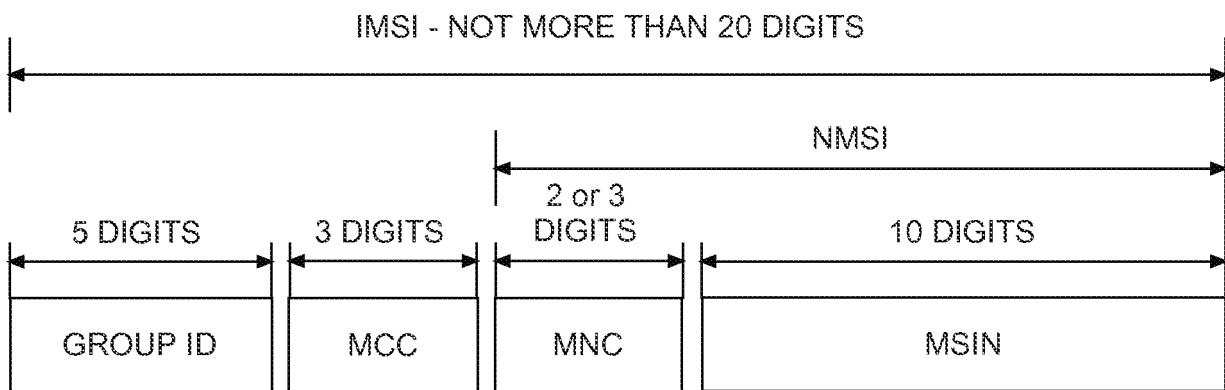 IMSI - NOT MORE THAN 20 DIGITS
NMSI
5 DIGITS
3 DIGITS
2 or 3
DIGITS
10 DIGITS
GROUP ID
MCC
MNC
MSIN